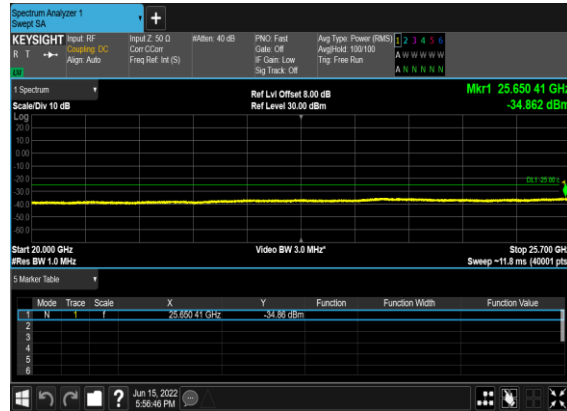 Spectrum Analyzer 1
Swept SA
+
KEYSIGHT Input: RF Input Z: 50 Ω #Atten: 40 dB PNO: Fast Avg Type: Power (RMS) 1 2 3 4 5 6
R T Coupling: DC Corr CCorr Gate: Off Avg|Hold: 100/100 A W W W W W
Align: Auto Freq Ref: Int (S) IF Gain: Low Trig: Free Run
LW Sig Track: Off A N N N N N
1 Spectrum Ref Lvl Offset 8.00 dB Mkr1 25.650 41 GHz
Scale/Div 10 dB Ref Level 30.00 dBm -34.862 dBm
Log
20.0
10.0
0.00
-10.0
-20.0 DL1 -25.00
-30.0
-40.0
-50.0
-60.0
Start 20.000 GHz Video BW 3.0 MHz* Stop 25.700 GHz
#Res BW 1.0 MHz Sweep ~11.8 ms (40001 pts
5 Marker Table
Mode Trace Scale X Y Function Function Width Function Value
1 N 1 f 25.650 41 GHz -34.86 dBm
2
3
4
5
6
? Jun 15, 2022
5:56:46 PM